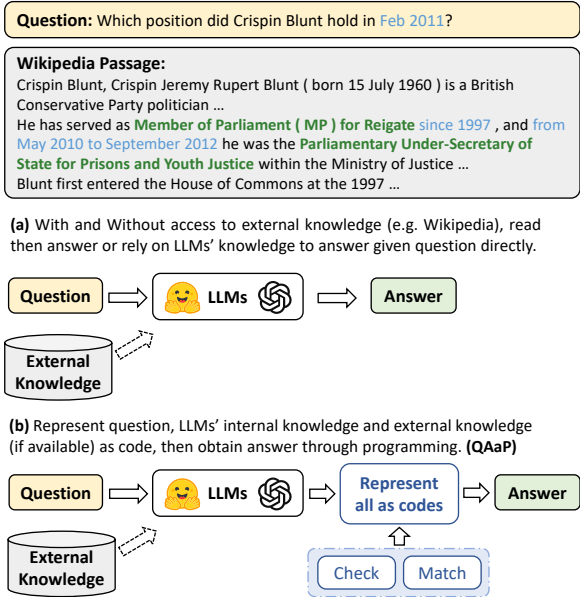 Question: Which position did Crispin Blunt hold in Feb 2011?
Wikipedia Passage:
Crispin Blunt, Crispin Jeremy Rupert Blunt ( born 15 July 1960 ) is a British
Conservative Party politician ...
He has served as Member of Parliament ( MP ) for Reigate since 1997 , and from
May 2010 to September 2012 he was the Parliamentary Under-Secretary of
State for Prisons and Youth Justice within the Ministry of Justice ...
Blunt first entered the House of Commons at the 1997 ...
(a) With and Without access to external knowledge (e.g. Wikipedia), read
then answer or rely on LLMs' knowledge to answer given question directly.
Question
LLMs
Answer
External
Knowledge
(b) Represent question, LLMs' internal knowledge and external knowledge
(if available) as code, then obtain answer through programming. (QAaP)
Question
LLMs
Represent
all as codes
Answer
External
Knowledge
Check
Match